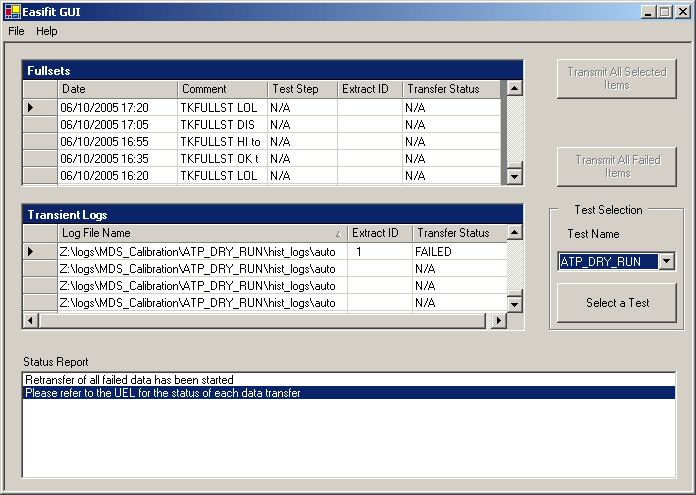 Easifit GUI
File Help
Fullsets
Date Comment Test Step Extract ID Transfer Status
06/10/2005 17:20 TKFULLST LOL N/A N/A
06/10/2005 17:05 TKFULLST DIS N/A N/A
06/10/2005 16:55 TKFULLST HI to N/A N/A
06/10/2005 16:35 TKFULLST OK t N/A N/A
06/10/2005 16:20 TKFULLST LOL N/A N/A
Transmit All Selected
Items
Transmit All Failed
Items
Transient Logs
Log File Name Extract ID Transfer Status
Z:\logs\MDS_Calibration\ATP_DRY_RUN\hist_logs\auto 1 FAILED
Z:\logs\MDS_Calibration\ATP_DRY_RUN\hist_logs\auto N/A
Z:\logs\MDS_Calibration\ATP_DRY_RUN\hist_logs\auto N/A
Z:\logs\MDS_Calibration\ATP_DRY_RUN\hist_logs\auto N/A
Test Selection
Test Name
ATP_DRY_RUN
Select a Test
Status Report
Retransfer of all failed data has been started
Please refer to the UEL for the status of each data transfer